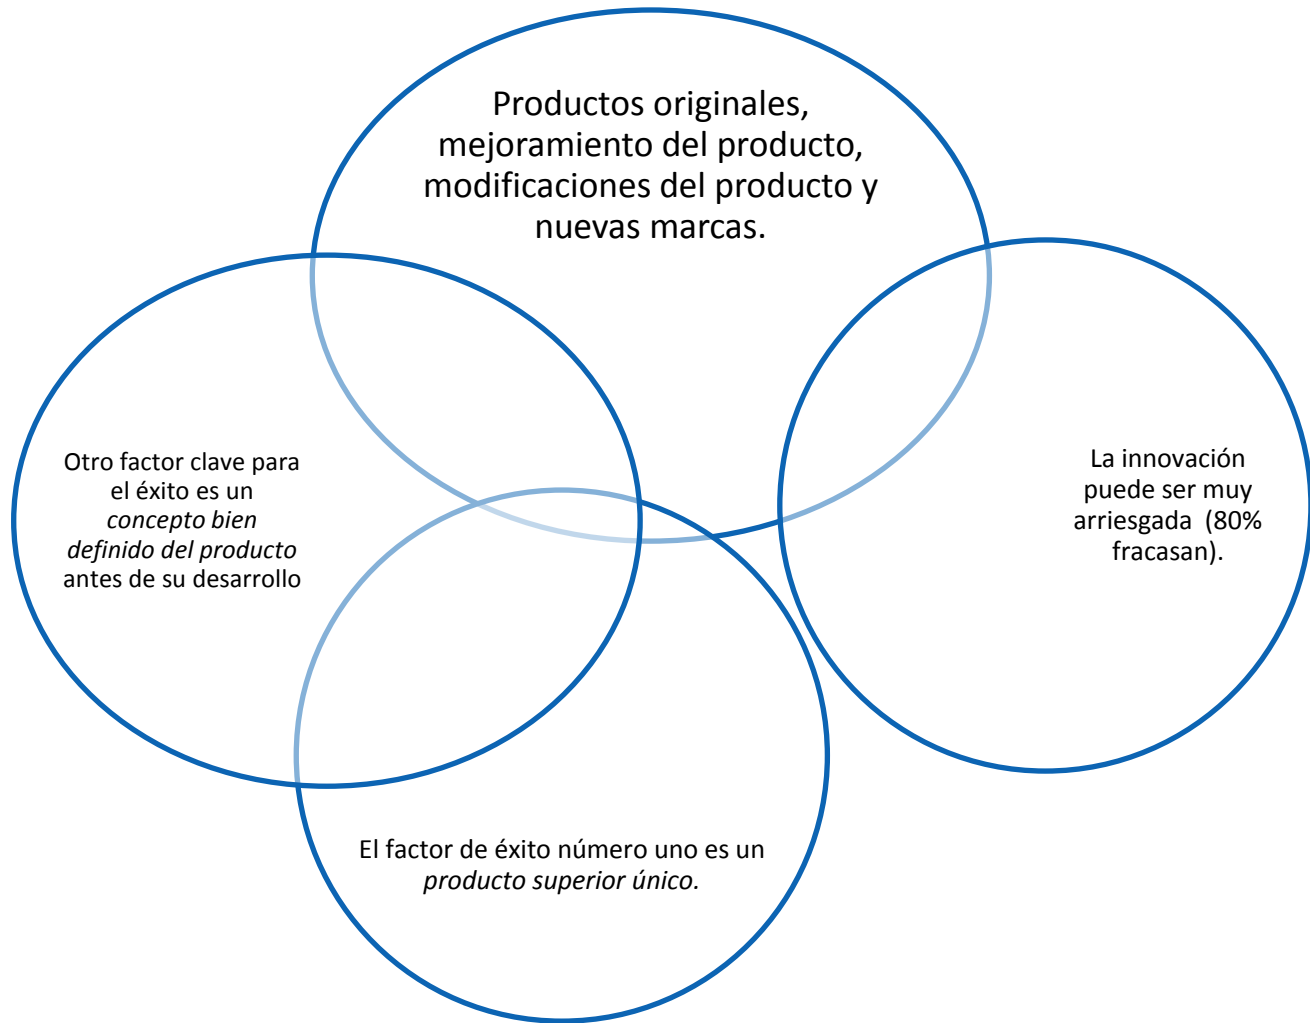 Productos originales,
mejoramiento del producto,
modificaciones del producto y
nuevas marcas.
Otro factor clave para
el éxito es un
concepto bien
definido del producto
antes de su desarrollo
La innovación
puede ser muy
arriesgada (80%
fracasan).
El factor de éxito número uno es un
producto superior único.